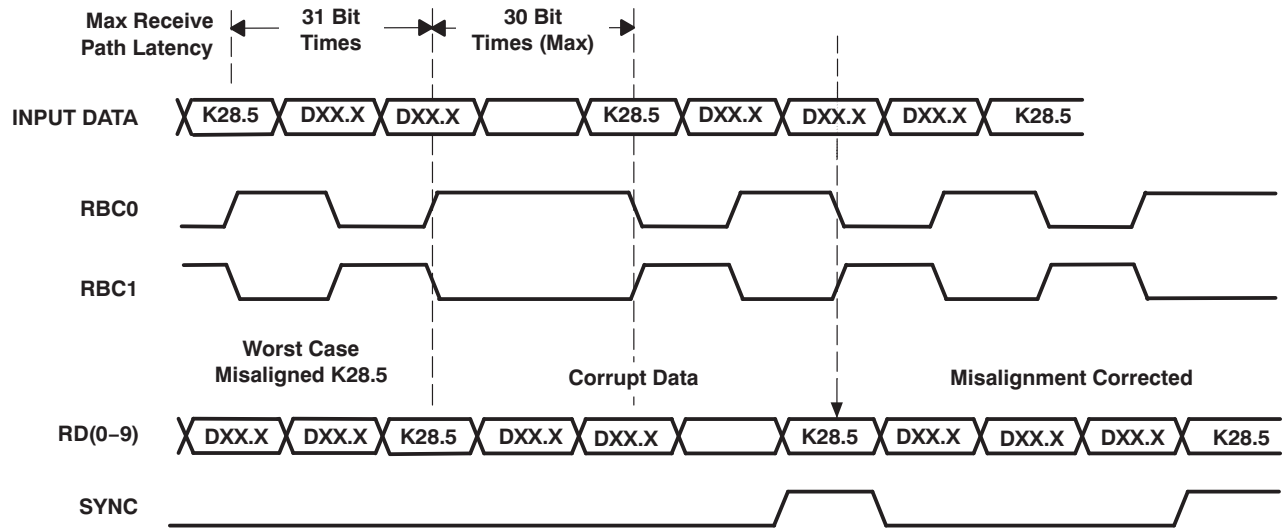 Max Receive
Path Latency
31 Bit
Times
30 Bit
Times (Max)
INPUT DATA
K28.5 DXX.X DXX.X K28.5 DXX.X DXX.X DXX.X K28.5
RBC0
RBC1
Worst Case
Misaligned K28.5
Corrupt Data
Misalignment Corrected
RD(0−9)
DXX.X DXX.X K28.5 DXX.X DXX.X K28.5 DXX.X DXX.X DXX.X K28.5
SYNC